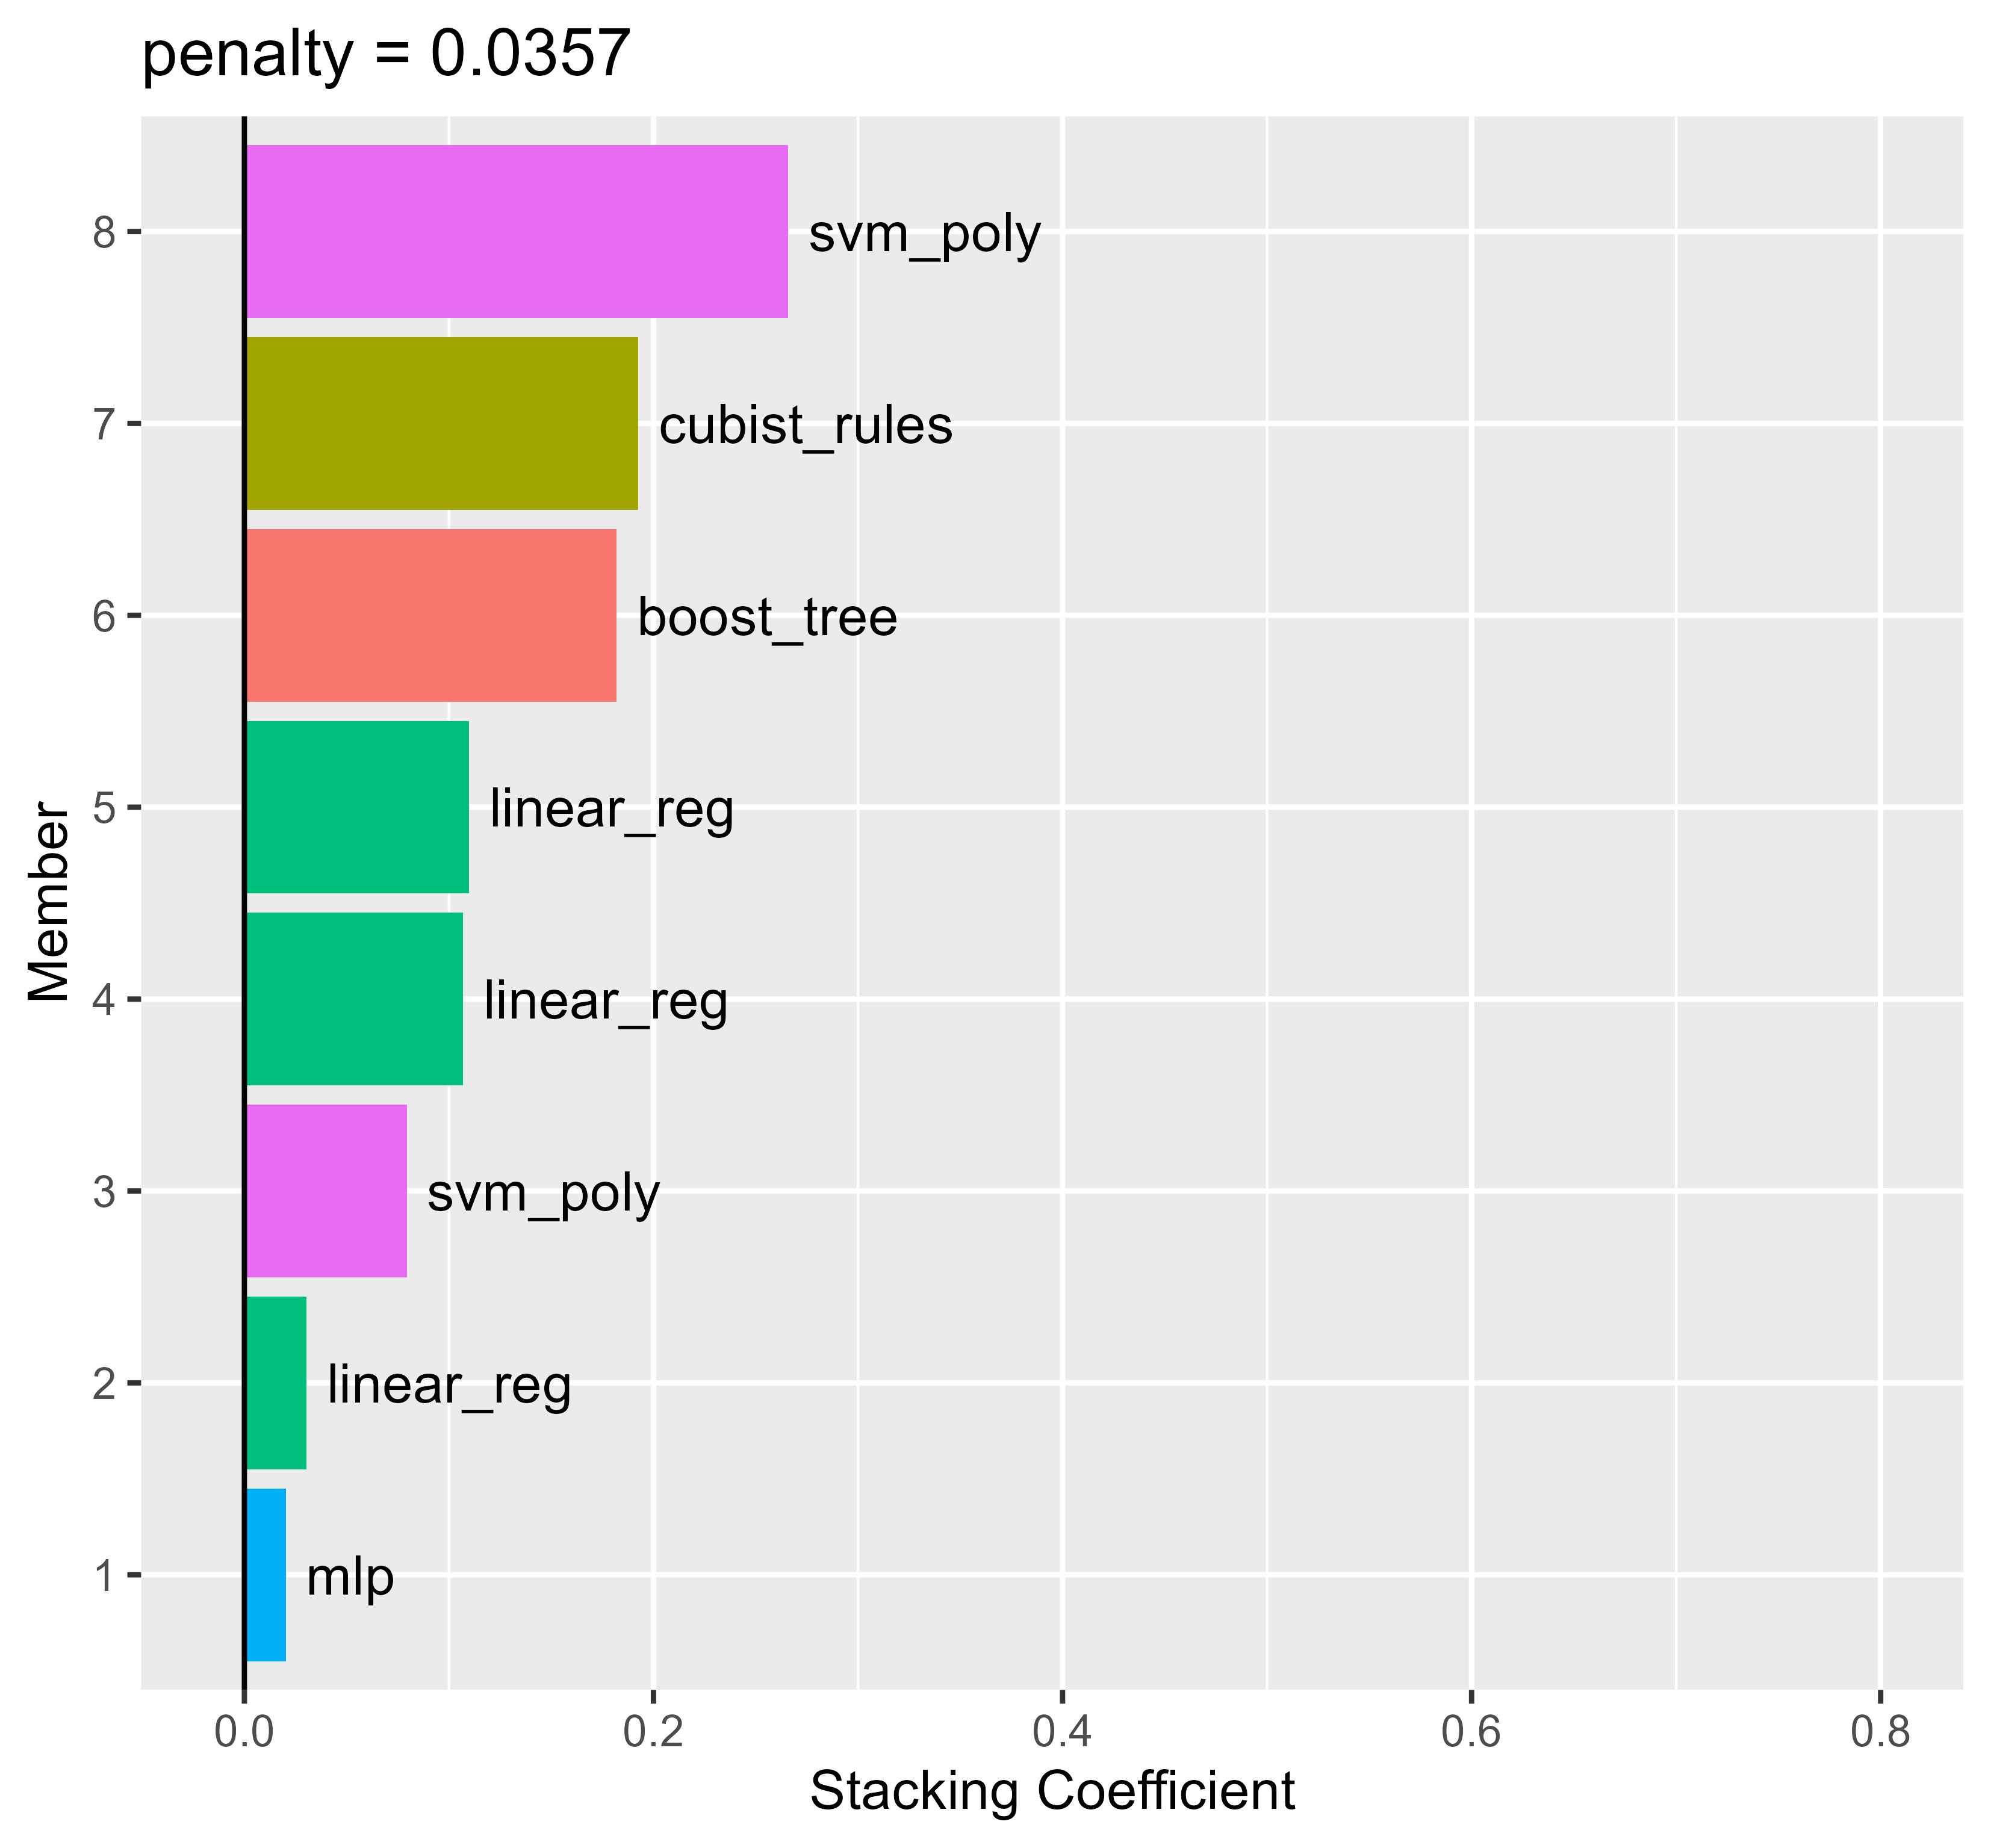 penalty = 0.0357
8
svm_poly
7
cubist_rules
6
boost_tree
5
linear_reg
4
linear_reg
3
svm_poly
2
linear_reg
1
mlp
Member
0.0 0.2 0.4 0.6 0.8
Stacking Coefficient